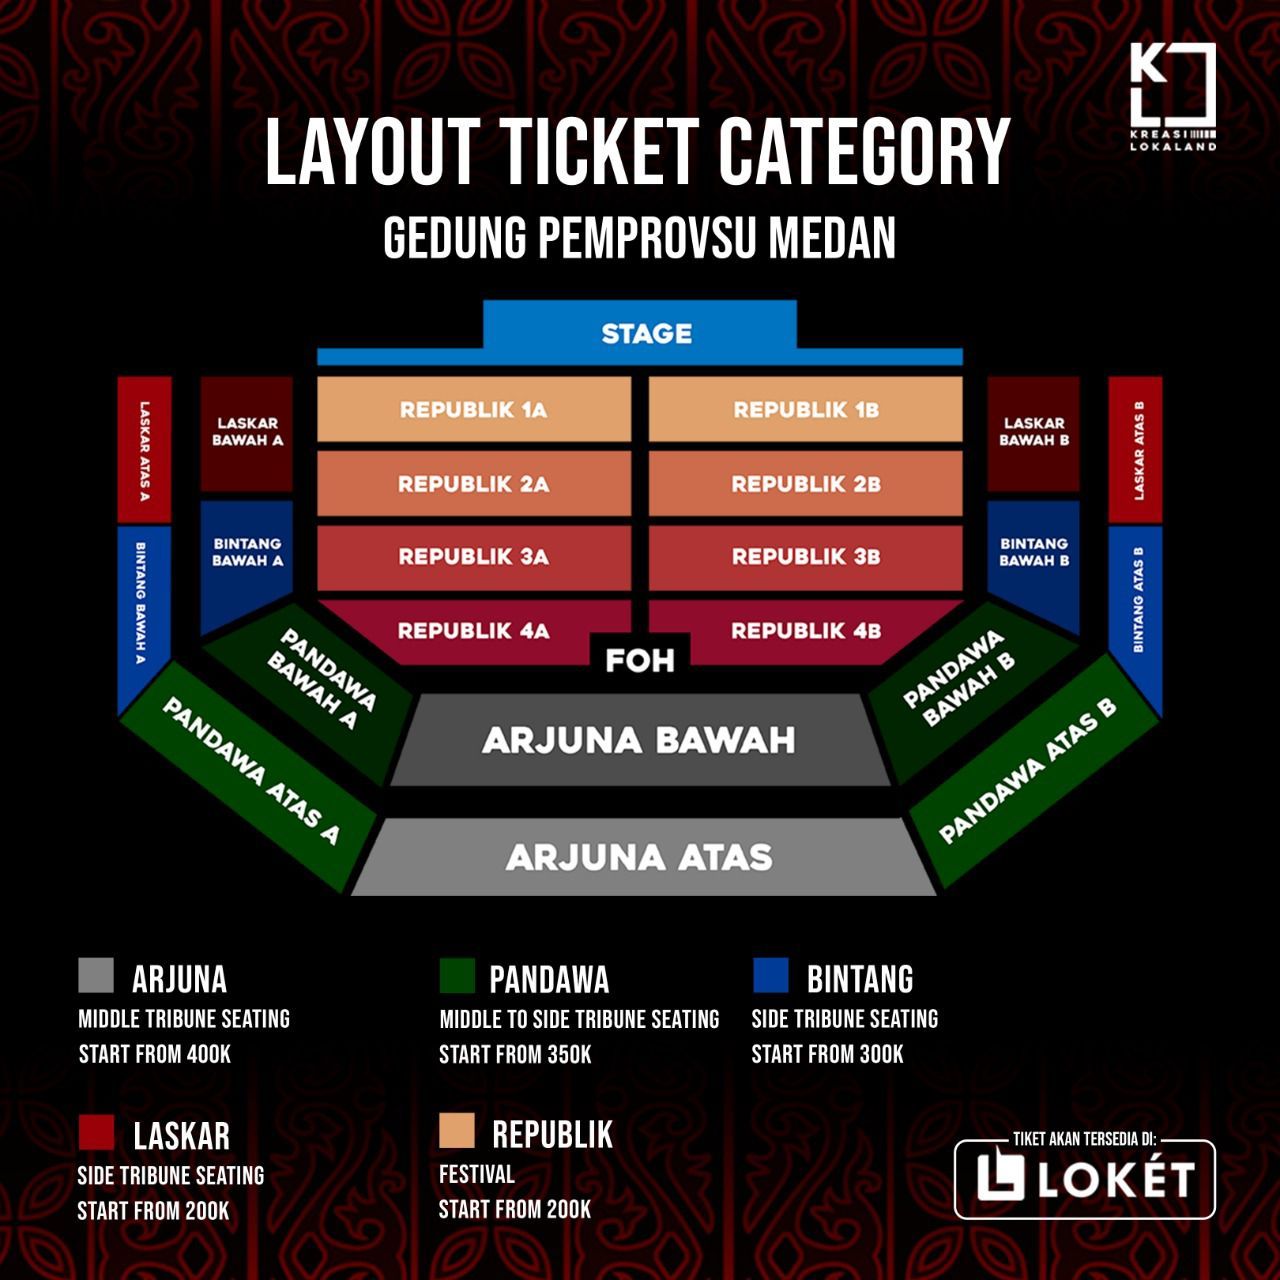 K L
KREASI
LOKALAND
LAYOUT TICKET CATEGORY
GEDUNG PEMPROVSU MEDAN
STAGE
LASKAR ATAS A
LASKAR
BAWAH A
REPUBLIK 1A
REPUBLIK 1B
LASKAR
BAWAH B
LASKAR ATAS B
REPUBLIK 2A
REPUBLIK 2B
BINTANG BAWAH A
BINTANG
BAWAH A
REPUBLIK 3A
REPUBLIK 3B
BINTANG
BAWAH B
BINTANG ATAS B
REPUBLIK 4A
REPUBLIK 4B
FOH
PANDAWA
BAWAH A
PANDAWA
BAWAH B
PANDAWA ATAS A
ARJUNA BAWAH
PANDAWA ATAS B
ARJUNA ATAS
ARJUNA
MIDDLE TRIBUNE SEATING
START FROM 400K
PANDAWA
MIDDLE TO SIDE TRIBUNE SEATING
START FROM 350K
BINTANG
SIDE TRIBUNE SEATING
START FROM 300K
LASKAR
SIDE TRIBUNE SEATING
START FROM 200K
REPUBLIK
FESTIVAL
START FROM 200K
TIKET AKAN TERSEDIA DI:
LOKÉT